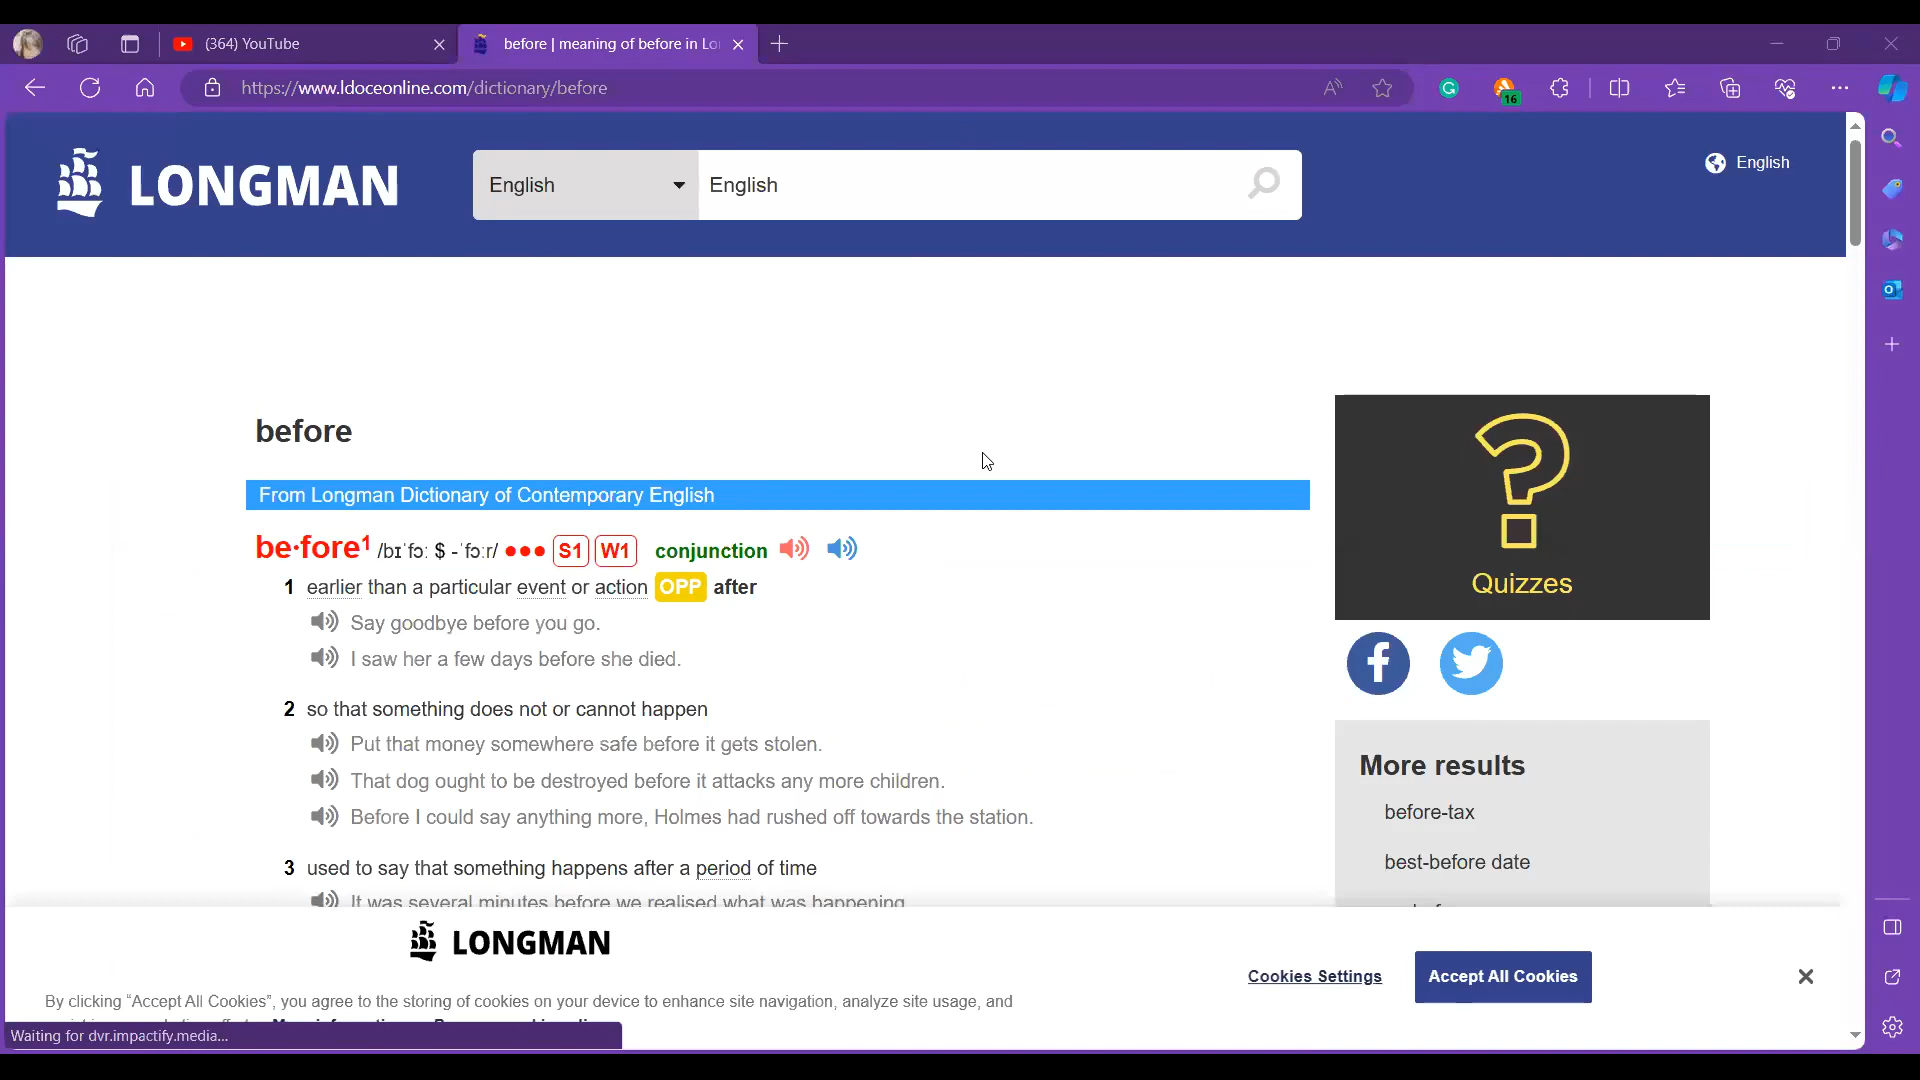 (364) YouTube
before | meaning of before in Lo
https://www.ldoceonline.com/dictionary/before
16
LONGMAN
English
English
English
before
From Longman Dictionary of Contemporary English
be·fore1 /bɪˈfɔː $ -ˈfɔːr/ ●●● S1 W1 conjunction
1 earlier than a particular event or action OPP after
Say goodbye before you go.
I saw her a few days before she died.
2 so that something does not or cannot happen
Put that money somewhere safe before it gets stolen.
That dog ought to be destroyed before it attacks any more children.
Before I could say anything more, Holmes had rushed off towards the station.
3 used to say that something happens after a period of time
It was several minutes before we realised what was happening
Quizzes
More results
before-tax
best-before date
LONGMAN
By clicking “Accept All Cookies”, you agree to the storing of cookies on your device to enhance site navigation, analyze site usage, and
Cookies Settings
Accept All Cookies
Waiting for dvr.impactify.media...